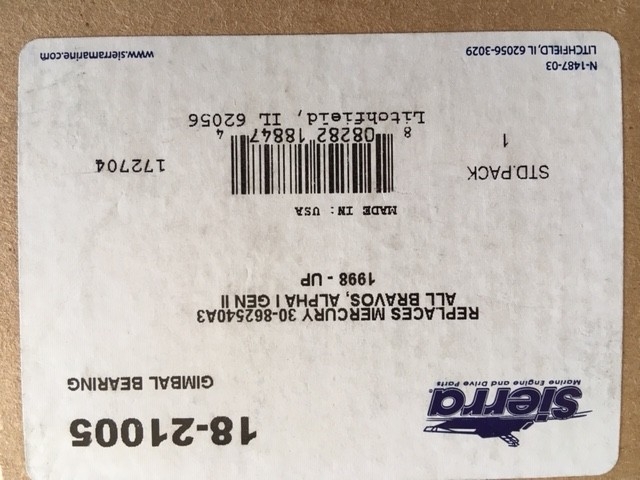 Sierra
Marine Engine and Drive Parts
18-21005
GIMBAL BEARING
REPLACES MERCURY 30-862540A3
ALL BRAVOS, ALPHA I GEN II
1998 - UP
MADE IN: USA
STD.PACK
1
8 08282 18847 4
172704
Litchfield, IL 62056
N-1487-03
LITCHFIELD, IL 62056-3029
www.sierramarine.com